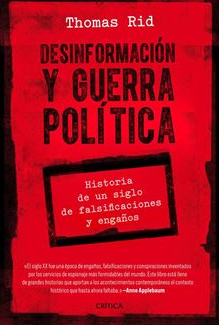 Thomas Rid
DESINFORMACIÓN
Y GUERRA
POLÍTICA
Historia
de un siglo
de falsificaciones
y engaños
«El siglo XX fue una época de engaños, falsificaciones y conspiraciones inventados
por los servicios de espionaje más formidables del mundo. Este libro está lleno
de grandes historias que aportan a los acontecimientos contemporáneos el contexto
histórico que hasta ahora faltaba.» —Anne Applebaum
CRÍTICA